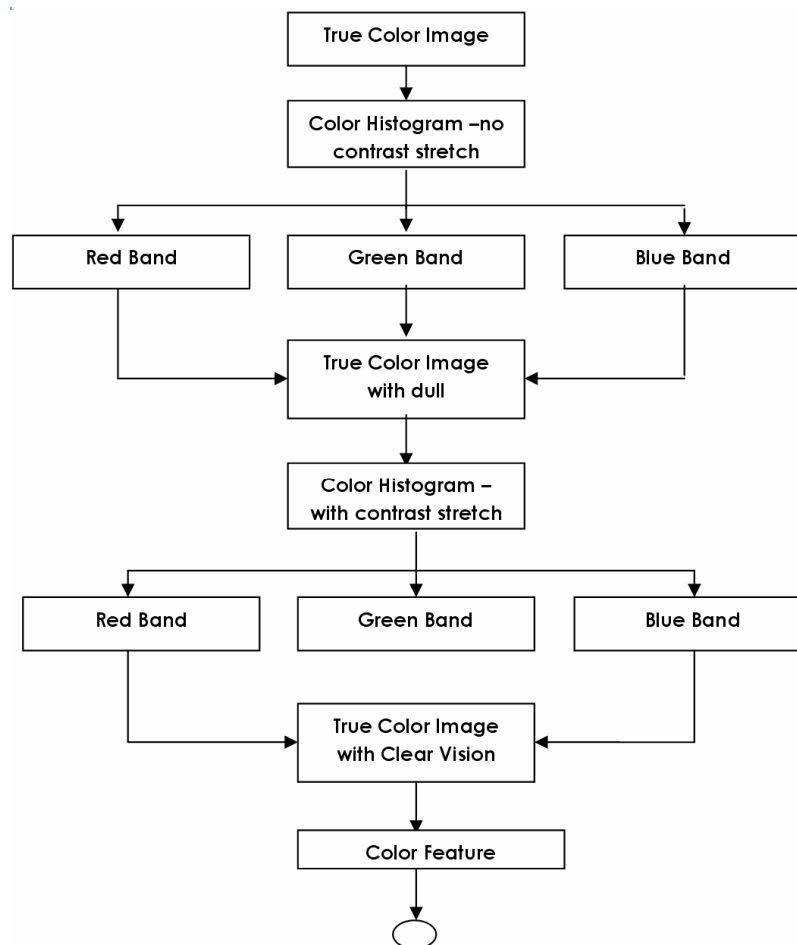 True Color Image
Color Histogram –no
contrast stretch
Red Band
Green Band
Blue Band
True Color Image
with dull
Color Histogram –
with contrast stretch
Red Band
Green Band
Blue Band
True Color Image
with Clear Vision
Color Feature